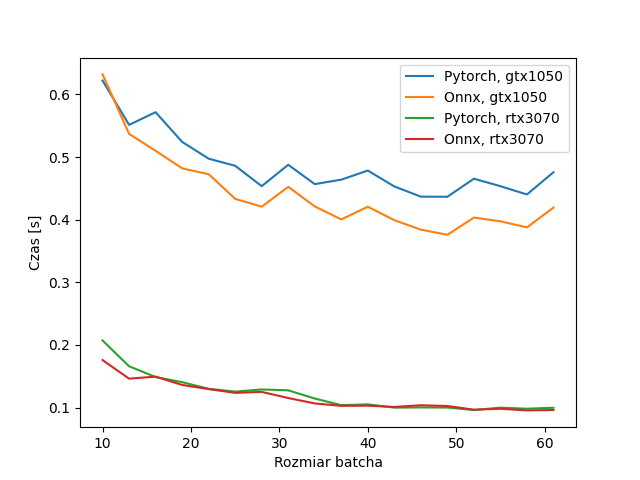 Pytorch, gtx1050
Onnx, gtx1050
Pytorch, rtx3070
Onnx, rtx3070
0.6
0.5
0.4
0.3
0.2
0.1
Czas [s]
10 20 30 40 50 60
Rozmiar batcha